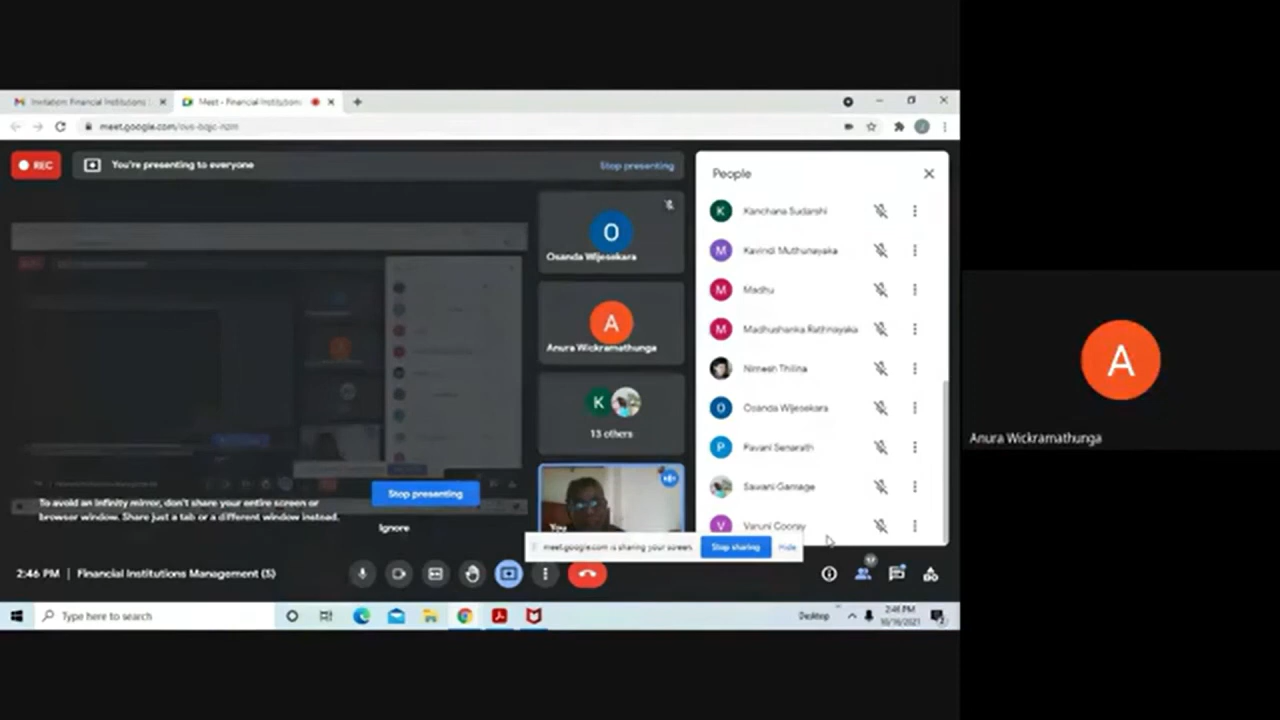 Invitation: Financial Institutions
Meet - Financial Institutions
meet.google.com/
REC
You're presenting to everyone
Stop presenting
People
O
Osanda Wijesekara
A
Anura Wickramathunga
K
13 others
You
K Kanchana Sudarshi
M Kavindi Muthunayaka
M Madhu
M Madhushanka Rathnayaka
Nimesh Thilina
O Osanda Wijesekara
P Pavani Senarath
Sawani Gamage
V Varuni Cooray
To avoid an infinity mirror, don't share your entire screen or
browser window. Share just a tab or a different window instead.
Stop presenting
Ignore
meet.google.com is sharing your screen.
Stop sharing
Hide
2:46 PM | Financial Institutions Management (S)
Type here to search
Desktop
2:46 PM
10/16/2021
A
Anura Wickramathunga